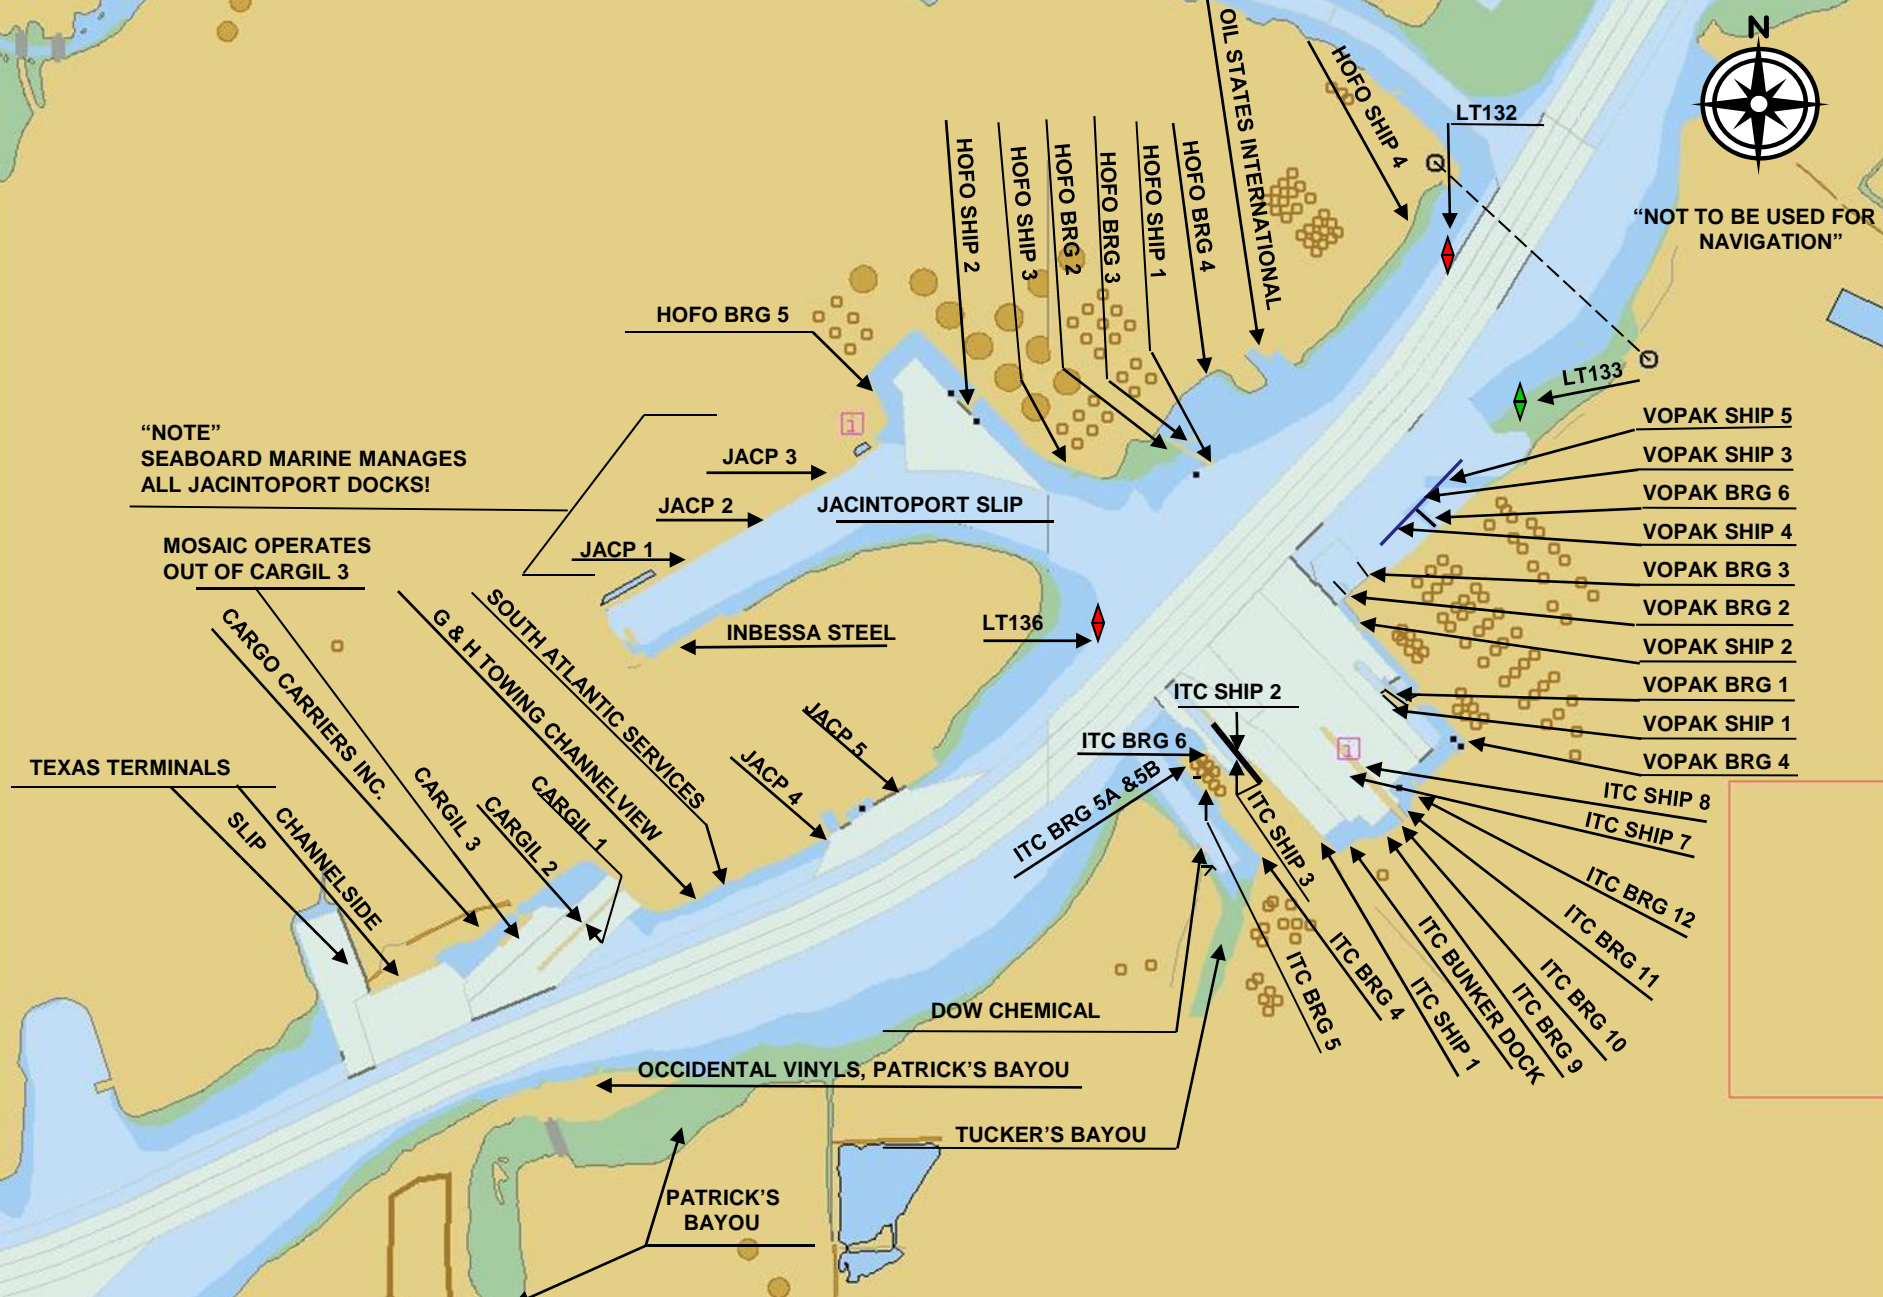 N
OIL STATES INTERNATIONAL
HOFO SHIP 4
LT132
"NOT TO BE USED FOR
NAVIGATION"
HOFO SHIP 2
HOFO SHIP 3
HOFO BRG 2
HOFO BRG 3
HOFO SHIP 1
HOFO BRG 4
HOFO BRG 5
LT133
"NOTE"
SEABOARD MARINE MANAGES
ALL JACINTOPORT DOCKS!
JACP 3
JACP 2
JACP 1
JACINTOPORT SLIP
VOPAK SHIP 5
VOPAK SHIP 3
VOPAK BRG 6
VOPAK SHIP 4
VOPAK BRG 3
VOPAK BRG 2
VOPAK SHIP 2
VOPAK BRG 1
VOPAK SHIP 1
VOPAK BRG 4
MOSAIC OPERATES
OUT OF CARGIL 3
INBESSA STEEL
LT136
SOUTH ATLANTIC SERVICES
G & H TOWING CHANNELVIEW
CARGO CARRIERS INC.
CARGIL 3
CARGIL 2
CARGIL 1
JACP 4
JACP 5
TEXAS TERMINALS
SLIP
CHANNELSIDE
ITC SHIP 2
ITC BRG 6
ITC BRG 5A &5B
ITC SHIP 3
ITC SHIP 8
ITC SHIP 7
ITC BRG 12
ITC BRG 11
ITC BRG 10
ITC BRG 9
ITC BUNKER DOCK
ITC SHIP 1
ITC BRG 4
ITC BRG 5
DOW CHEMICAL
OCCIDENTAL VINYLS, PATRICK'S BAYOU
TUCKER'S BAYOU
PATRICK'S
BAYOU
i
i